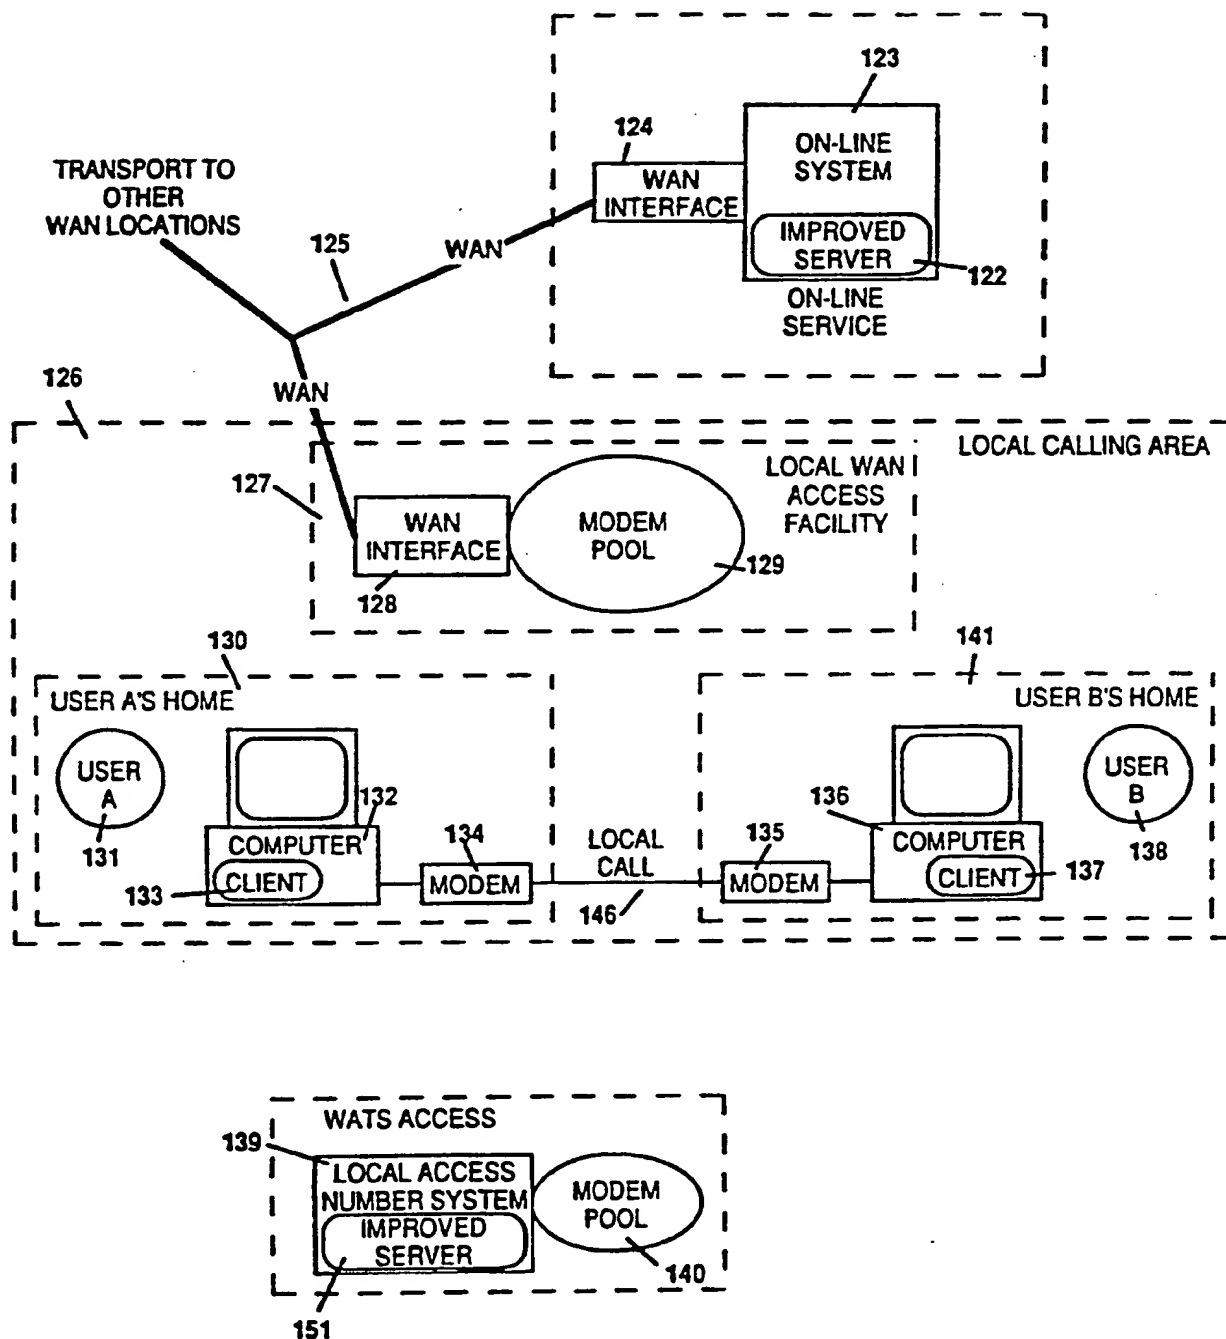 123
124
ON-LINE
SYSTEM
WAN
INTERFACE
IMPROVED
SERVER
122
ON-LINE
SERVICE
TRANSPORT TO
OTHER
WAN LOCATIONS
125
WAN
WAN
126
LOCAL CALLING AREA
127
LOCAL WAN
ACCESS
FACILITY
WAN
INTERFACE
128
MODEM
POOL
129
130
USER A'S HOME
USER
A
131
132
COMPUTER
CLIENT
133
134
MODEM
LOCAL
CALL
146
141
USER B'S HOME
135
MODEM
136
COMPUTER
CLIENT
137
USER
B
138
WATS ACCESS
139
LOCAL ACCESS
NUMBER SYSTEM
IMPROVED
SERVER
151
MODEM
POOL
140